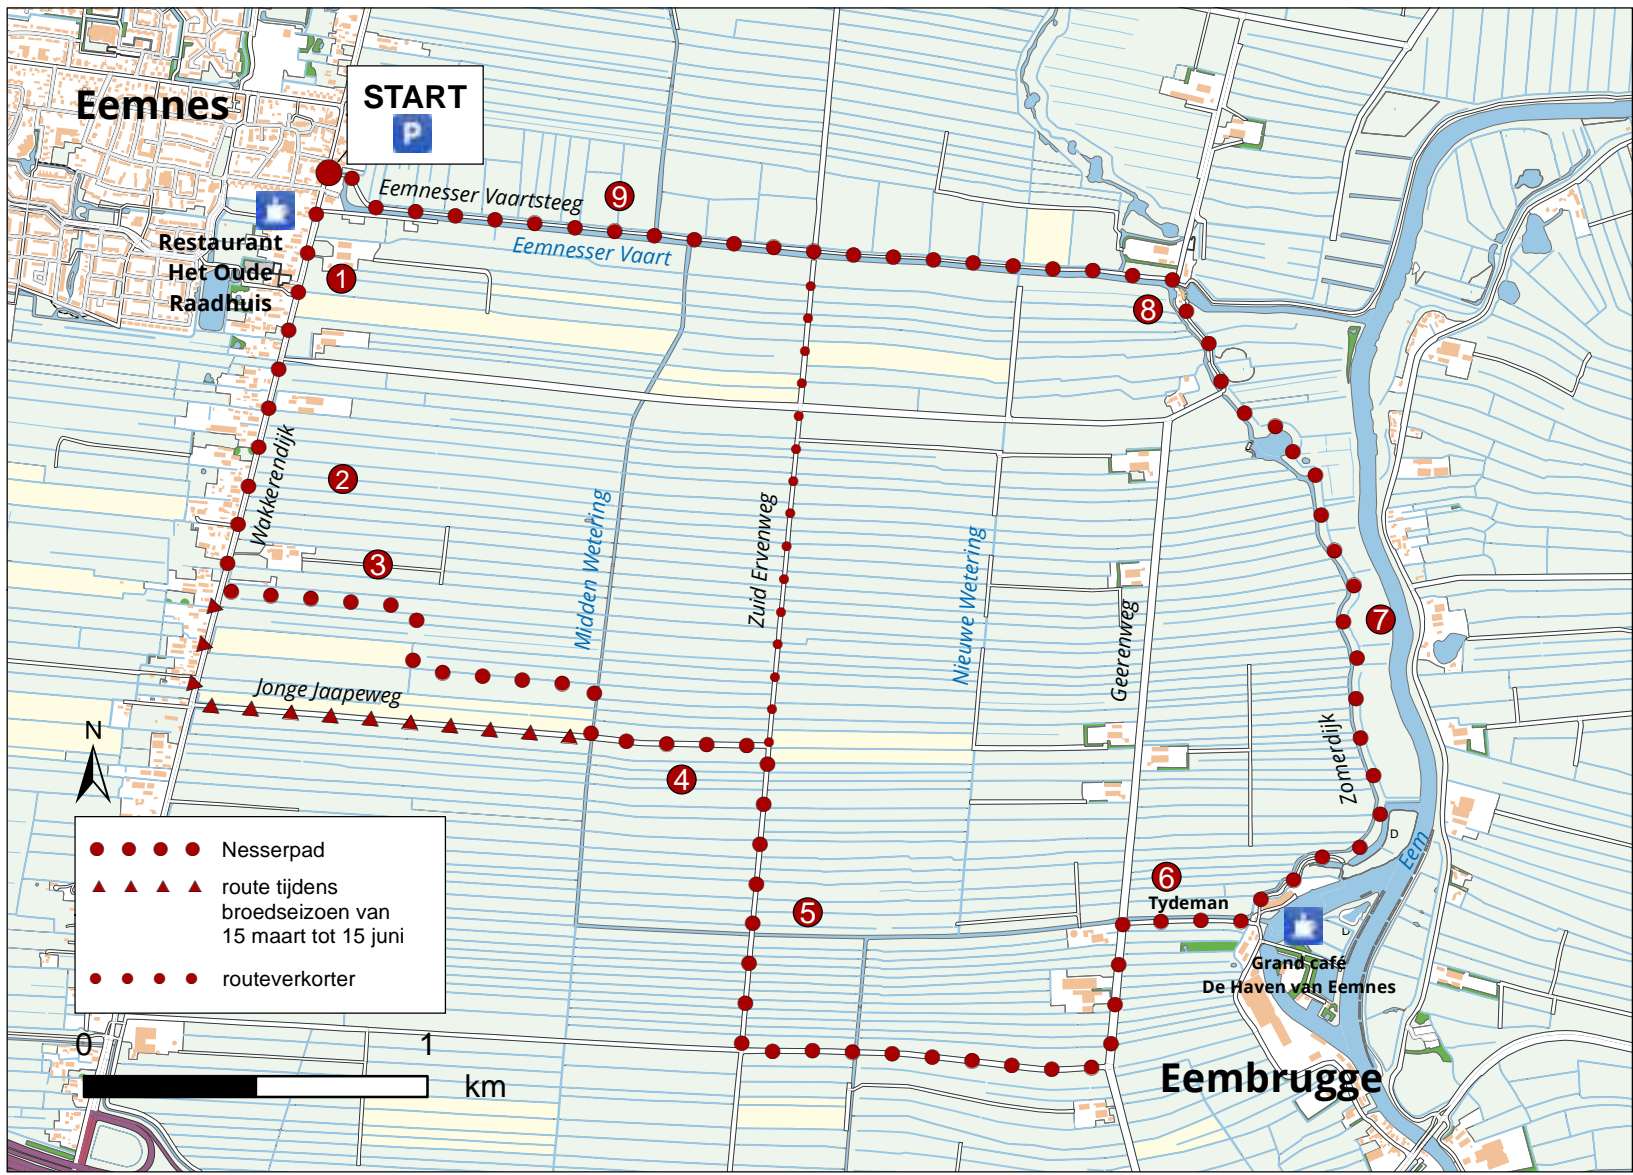 START
P
Eemnes
Eemnesser Vaartsteeg
9
Eemnesser Vaart
Restaurant
Het Oude
Raadhuis
1
8
Wakkerendijk
2
3
Midden Wetering
Zuid Ervenweg
Nieuwe Wetering
Geerenweg
7
Jonge Jaapeweg
N
4
Zomerdijk
D
Eem
6
Tydeman
5
D
Grand café
De Haven van Eemnes
Nesserpad
route tijdens
broedseizoen van
15 maart tot 15 juni
routeverkorter
0 1
km
Eembrugge